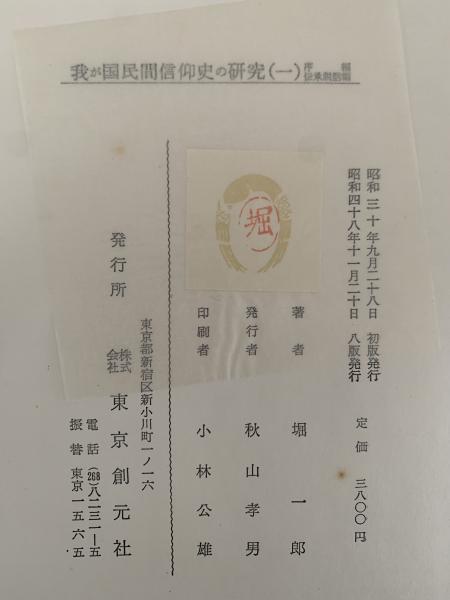 我が国民間信仰史の研究(一)序編 伝承説話編
昭和三十年九月二十八日 初版発行
昭和四十八年十一月二十日 八版発行
定価 三八〇〇円
堀
著者 堀一郎
発行者 秋山孝男
印刷者 小林公雄
東京都新宿区新小川町一ノ一六
発行所 株式会社 東京創元社
電話(268)八二三一―五
振替東京一五六五